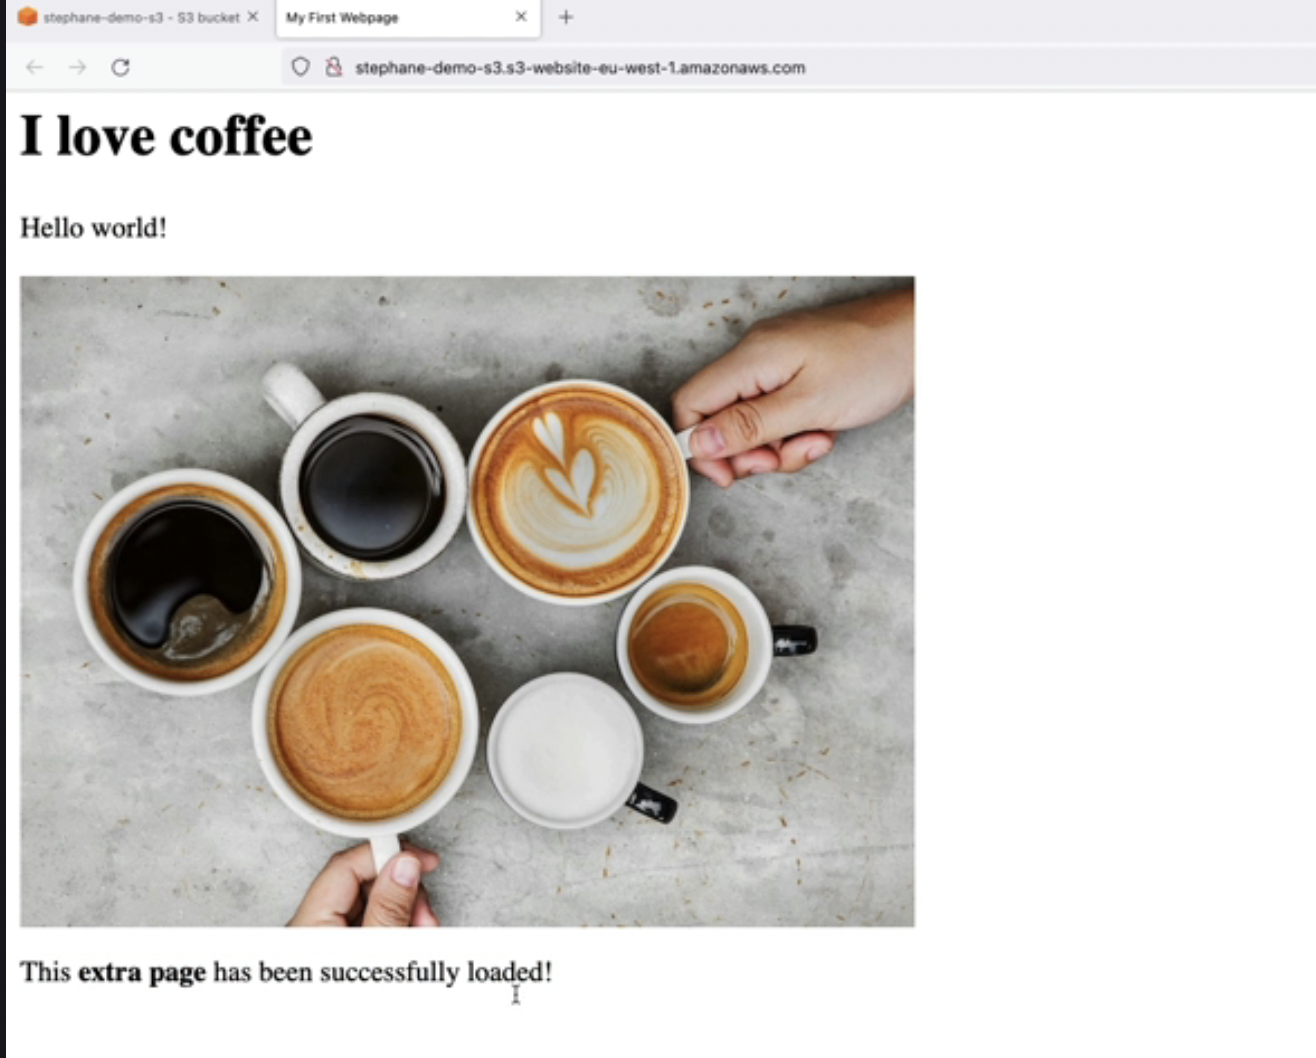 stephane-demo-s3 - S3 bucket
My First Webpage
stephane-demo-s3.s3-website-eu-west-1.amazonaws.com
I love coffee
Hello world!
This extra page has been successfully loaded!